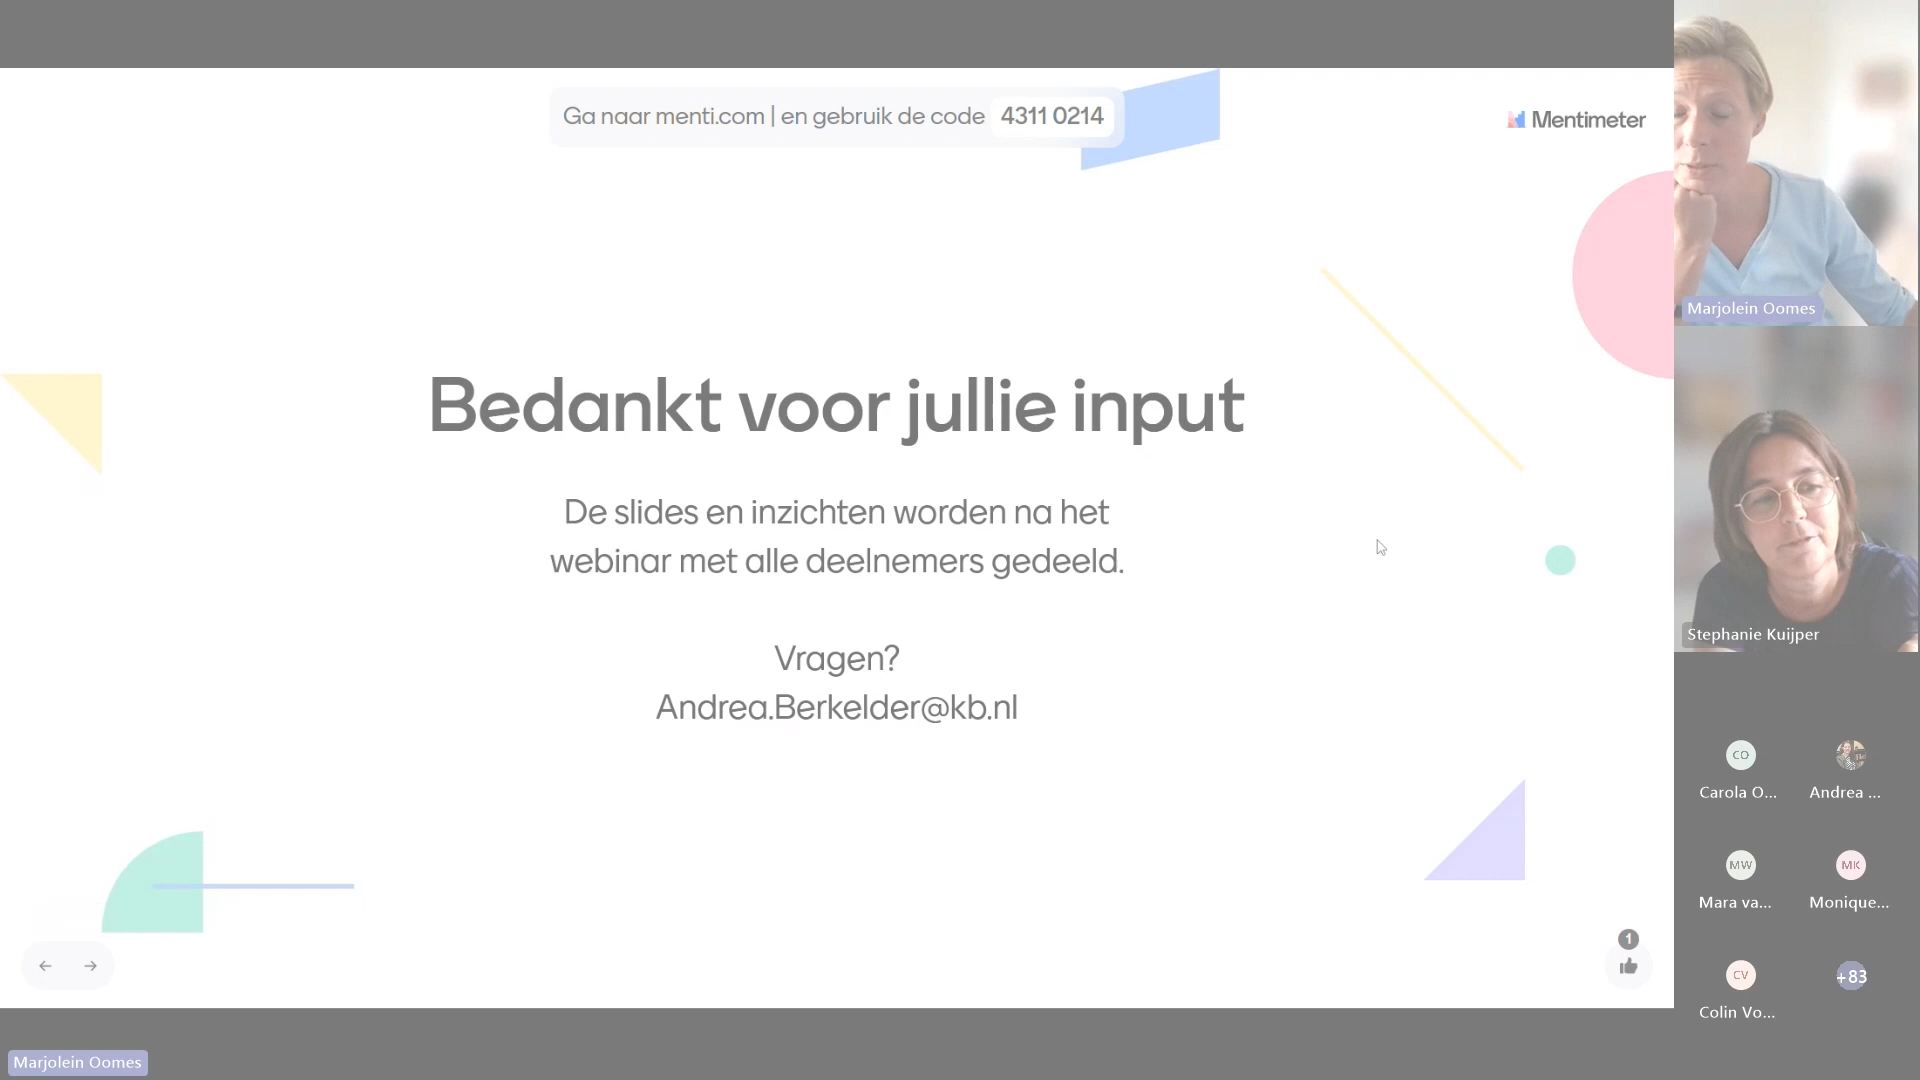 Ga naar menti.com | en gebruik de code 4311 0214
Mentimeter
Bedankt voor jullie input
De slides en inzichten worden na het
webinar met alle deelnemers gedeeld.
Vragen?
Andrea.Berkelder@kb.nl
1
Marjolein Oomes
Marjolein Oomes
Stephanie Kuijper
CO
Carola O...
Andrea ...
MW
Mara va...
MK
Monique...
CV
Colin Vo...
+83